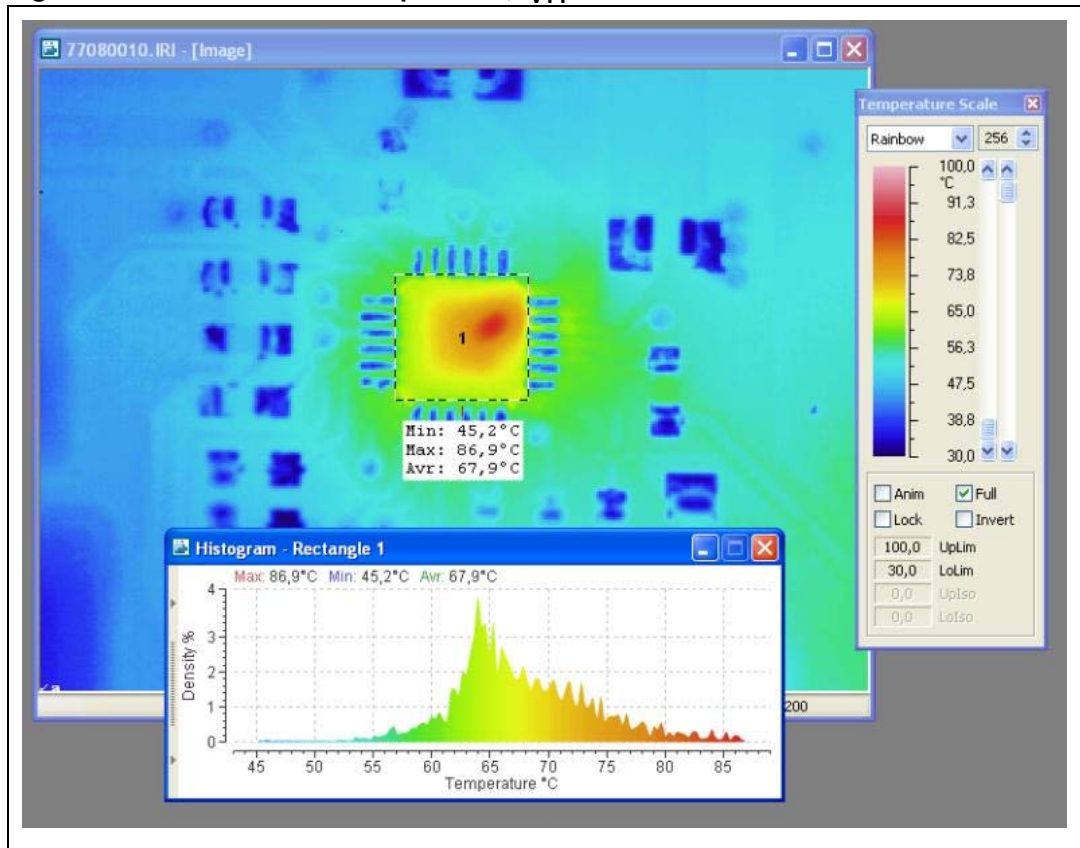 77080010.IRI - [Image]
Temperature Scale
Rainbow 256
100,0
°C
91,3
82,5
73,8
65,0
56,3
47,5
38,8
30,0
1
Min: 45,2°C
Max: 86,9°C
Avr: 67,9°C
Anim Full
Lock Invert
100,0 UpLim
30,0 LoLim
0,0 UpIso
0,0 LoIso
Histogram - Rectangle 1
Max: 86,9°C Min: 45,2°C Avr: 67,9°C
Density %
4
3
2
1
0
45 50 55 60 65 70 75 80 85
Temperature °C
200